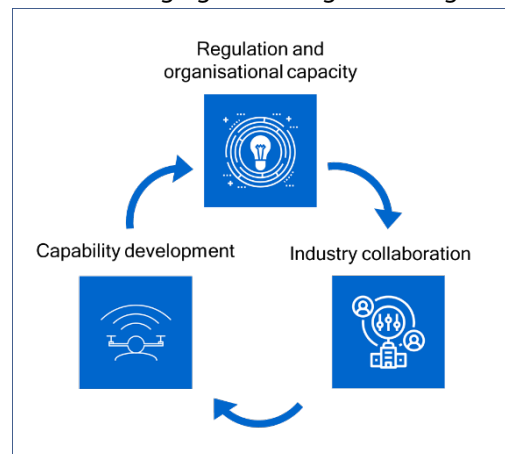 Regulation and
organisational capacity
Capability development
Industry collaboration